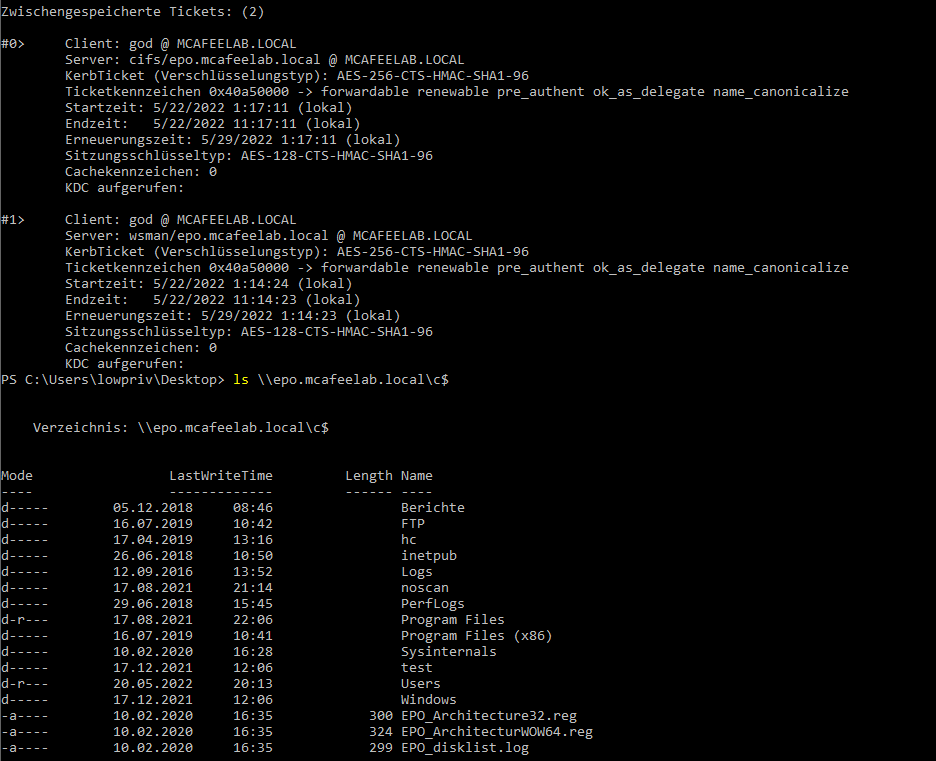 Zwischengespeicherte Tickets: (2)
#0>     Client: god @ MCAFEELAB.LOCAL
        Server: cifs/epo.mcafeelab.local @ MCAFEELAB.LOCAL
        KerbTicket (Verschlüsselungstyp): AES-256-CTS-HMAC-SHA1-96
        Ticketkennzeichen 0x40a50000 -> forwardable renewable pre_authent ok_as_delegate name_canonicalize
        Startzeit: 5/22/2022 1:17:11 (lokal)
        Endzeit:   5/22/2022 11:17:11 (lokal)
        Erneuerungszeit: 5/29/2022 1:17:11 (lokal)
        Sitzungsschlüsseltyp: AES-128-CTS-HMAC-SHA1-96
        Cachekennzeichen: 0
        KDC aufgerufen:
#1>     Client: god @ MCAFEELAB.LOCAL
        Server: wsman/epo.mcafeelab.local @ MCAFEELAB.LOCAL
        KerbTicket (Verschlüsselungstyp): AES-256-CTS-HMAC-SHA1-96
        Ticketkennzeichen 0x40a50000 -> forwardable renewable pre_authent ok_as_delegate name_canonicalize
        Startzeit: 5/22/2022 1:14:24 (lokal)
        Endzeit:   5/22/2022 11:14:23 (lokal)
        Erneuerungszeit: 5/29/2022 1:14:23 (lokal)
        Sitzungsschlüsseltyp: AES-128-CTS-HMAC-SHA1-96
        Cachekennzeichen: 0
        KDC aufgerufen:
PS C:\Users\lowpriv\Desktop> ls \\epo.mcafeelab.local\c$
    Verzeichnis: \\epo.mcafeelab.local\c$
Mode                 LastWriteTime         Length Name
----                 -------------         ------ ----
d-----        05.12.2018     08:46                Berichte
d-----        16.07.2019     10:42                FTP
d-----        17.04.2019     13:16                hc
d-----        26.06.2018     10:50                inetpub
d-----        12.09.2016     13:52                Logs
d-----        17.08.2021     21:14                noscan
d-----        29.06.2018     15:45                PerfLogs
d-r---        17.08.2021     22:06                Program Files
d-----        16.07.2019     10:41                Program Files (x86)
d-----        10.02.2020     16:28                Sysinternals
d-----        17.12.2021     12:06                test
d-r---        20.05.2022     20:13                Users
d-----        17.12.2021     12:06                Windows
-a----        10.02.2020     16:35            300 EPO_Architecture32.reg
-a----        10.02.2020     16:35            324 EPO_ArchitecturWOW64.reg
-a----        10.02.2020     16:35            299 EPO_disklist.log